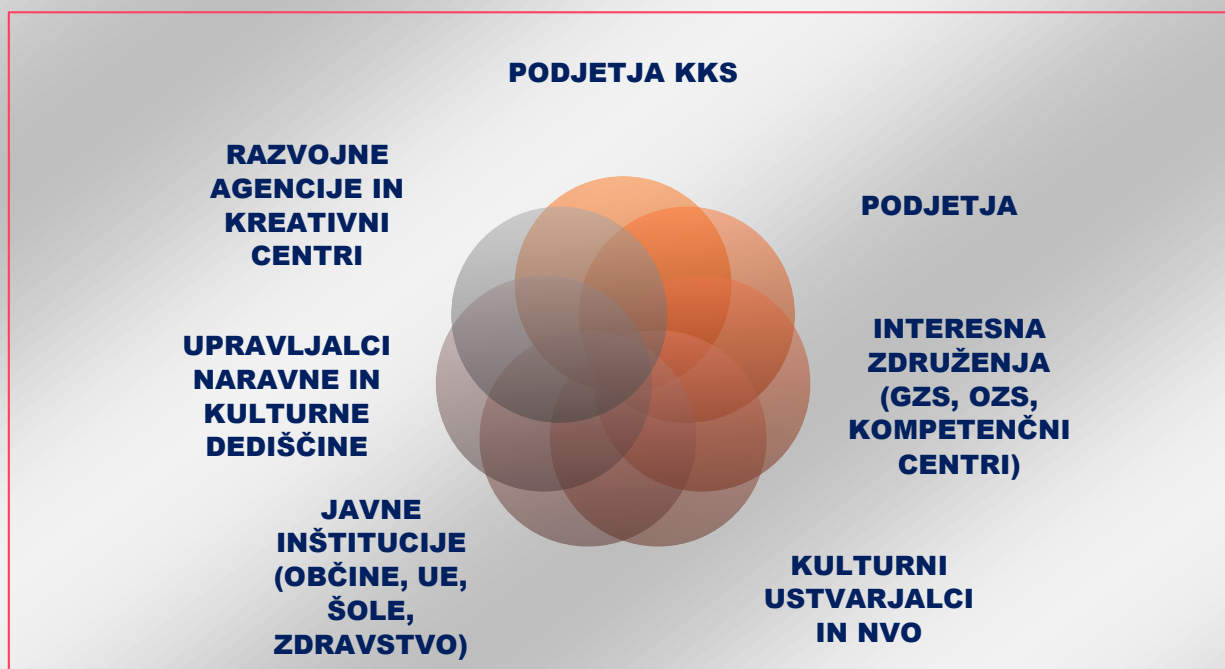 PODJETJA KKS
RAZVOJNE
AGENCIJE IN
KREATIVNI
CENTRI
PODJETJA
UPRAVLJALCI
NARAVNE IN
KULTURNE
DEDIŠČINE
INTERESNA
ZDRUŽENJA
(GZS, OZS,
KOMPETENČNI
CENTRI)
JAVNE
INŠTITUCIJE
(OBČINE, UE,
ŠOLE,
ZDRAVSTVO)
KULTURNI
USTVARJALCI
IN NVO